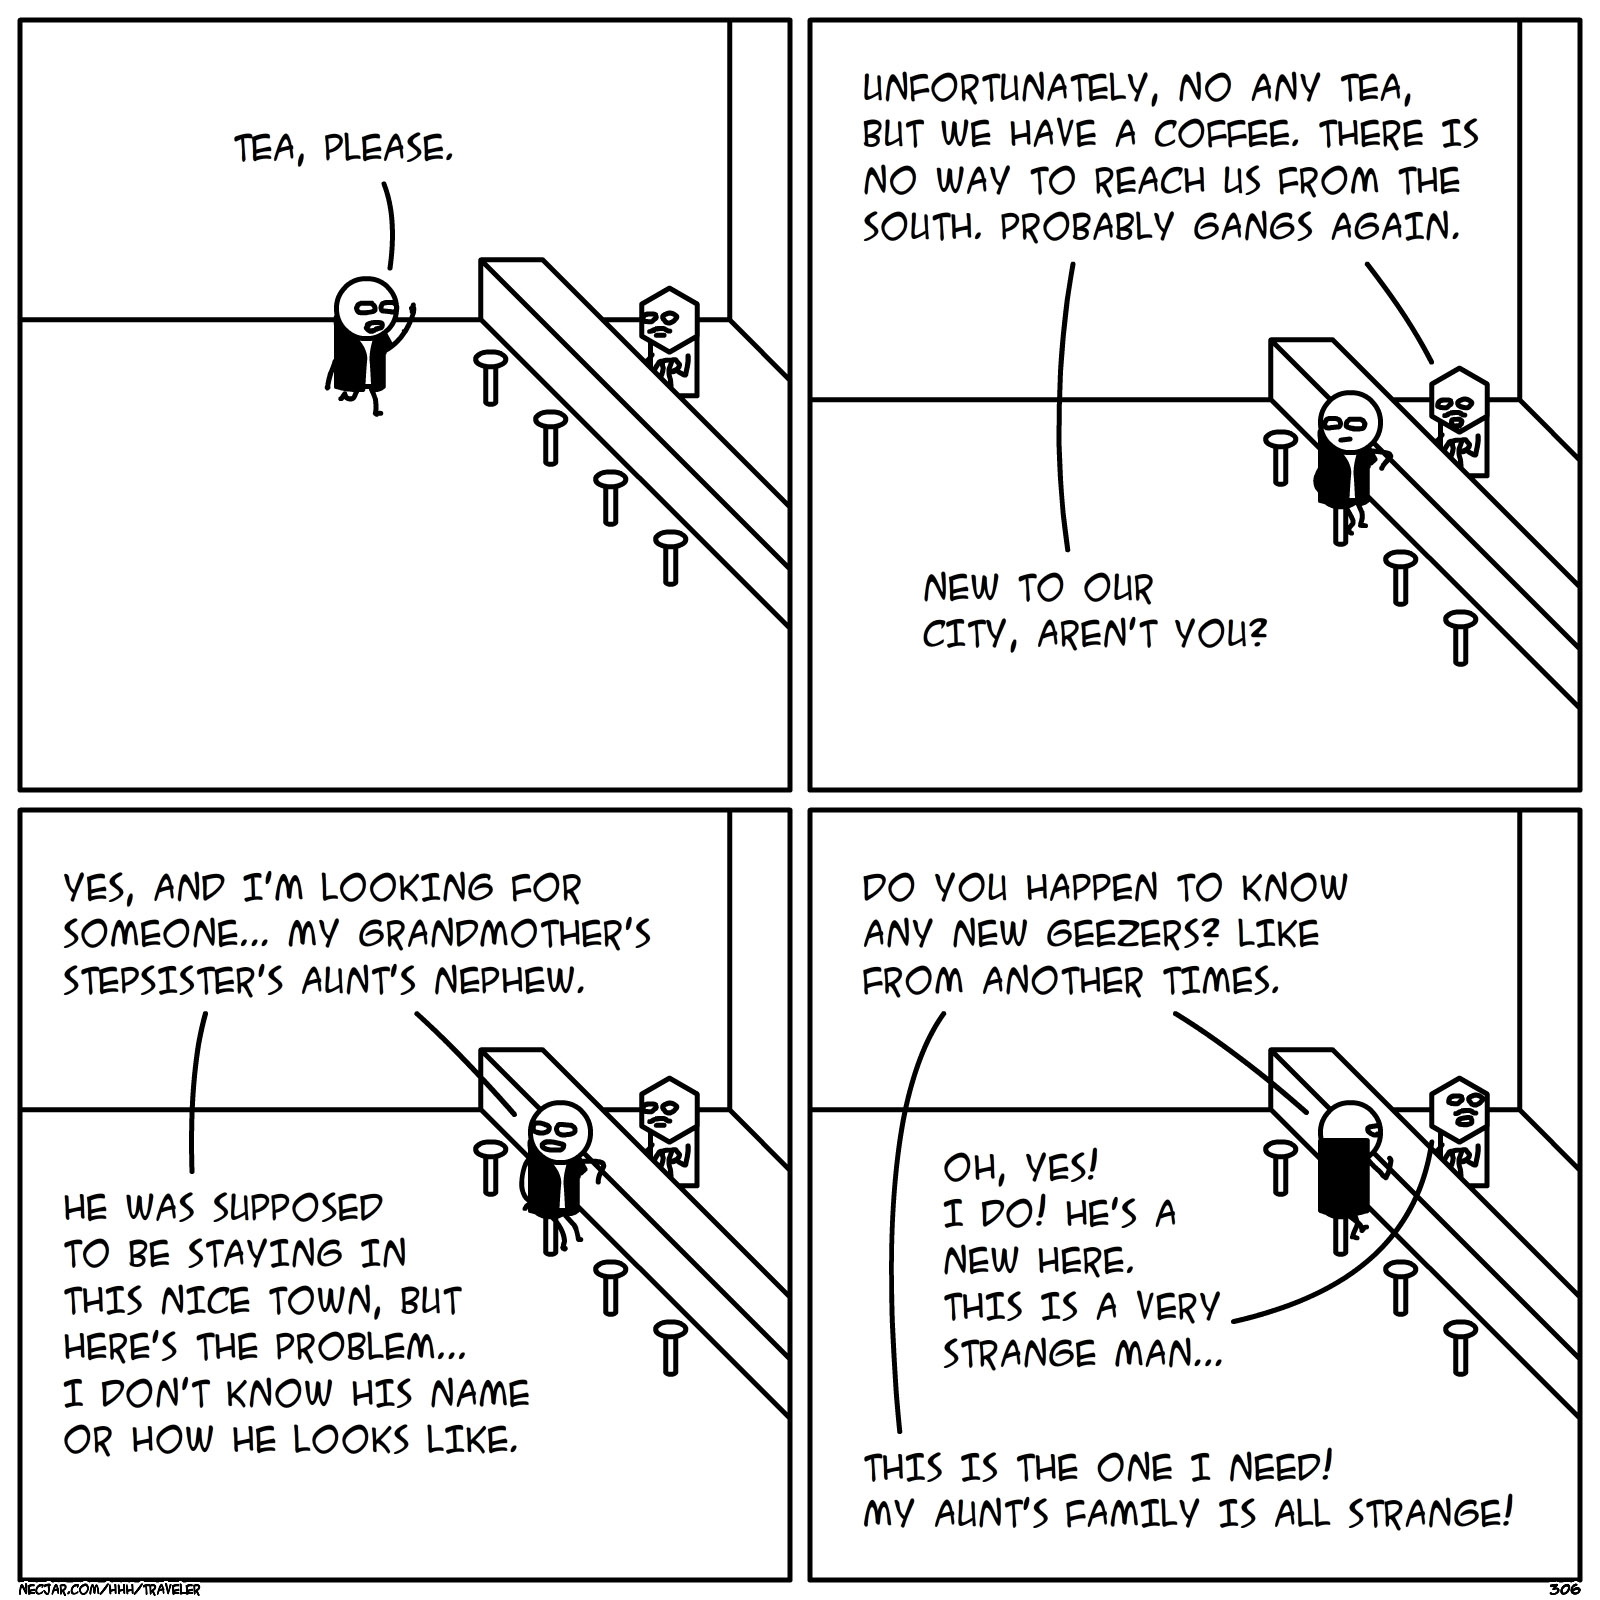 TEA, PLEASE.
UNFORTUNATELY, NO ANY TEA,
BUT WE HAVE A COFFEE. THERE IS
NO WAY TO REACH US FROM THE
SOUTH. PROBABLY GANGS AGAIN.
NEW TO OUR
CITY, AREN'T YOU?
YES, AND I'M LOOKING FOR
SOMEONE... MY GRANDMOTHER'S
STEPSISTER'S AUNT'S NEPHEW.
HE WAS SUPPOSED
TO BE STAYING IN
THIS NICE TOWN, BUT
HERE'S THE PROBLEM...
I DON'T KNOW HIS NAME
OR HOW HE LOOKS LIKE.
DO YOU HAPPEN TO KNOW
ANY NEW GEEZERS? LIKE
FROM ANOTHER TIMES.
OH, YES!
I DO! HE'S A
NEW HERE.
THIS IS A VERY
STRANGE MAN...
THIS IS THE ONE I NEED!
MY AUNT'S FAMILY IS ALL STRANGE!
NECJAR.COM/HHH/TRAVELER
306